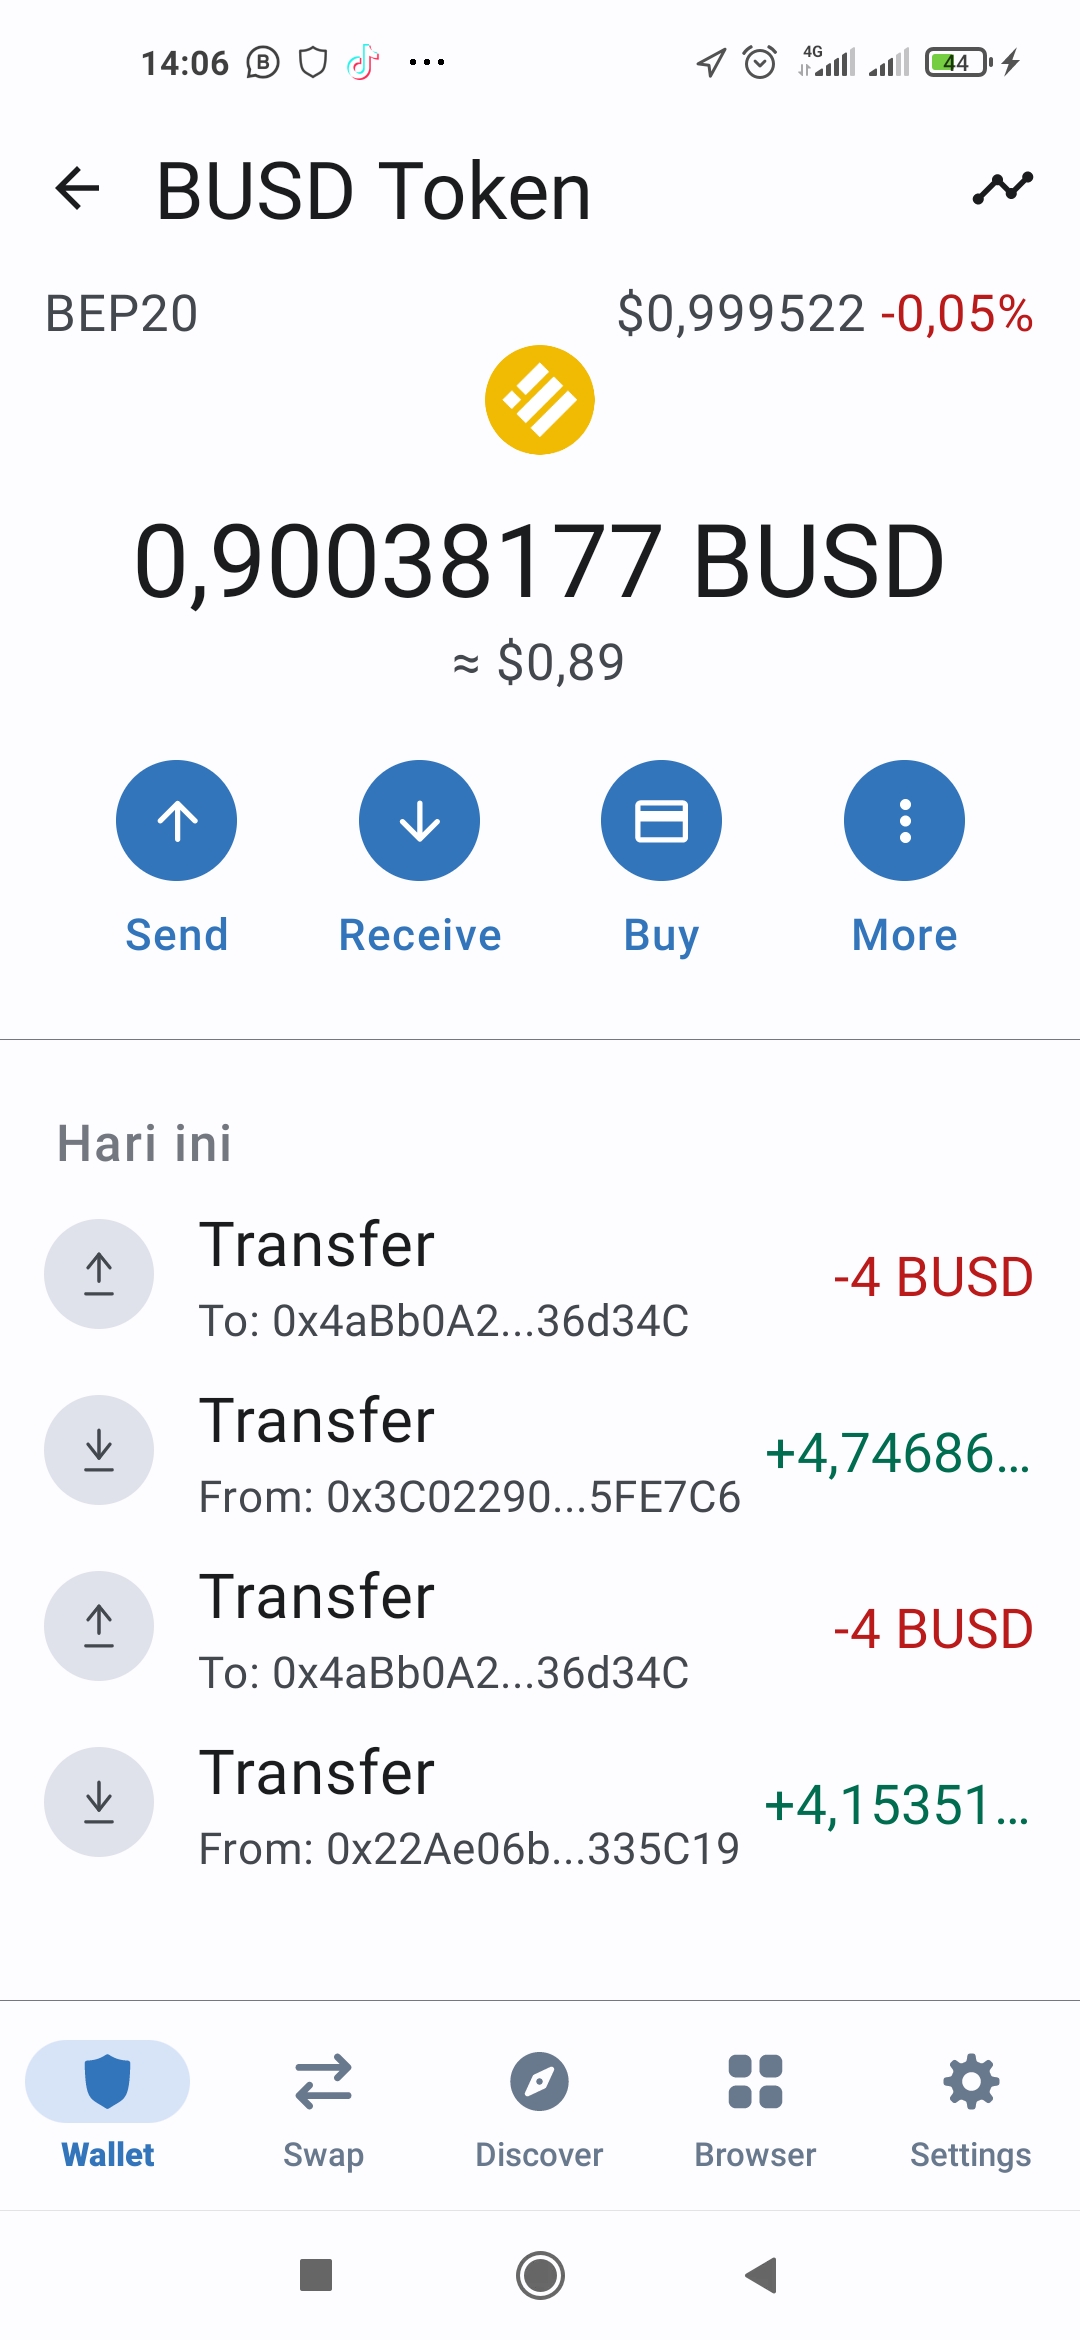 14:06
4G
44
BUSD Token
BEP20
$0,999522 -0,05%
0,90038177 BUSD
≈ $0,89
Send
Receive
Buy
More
Hari ini
Transfer
-4 BUSD
To: 0x4aBb0A2...36d34C
Transfer
+4,74686...
From: 0x3C02290...5FE7C6
Transfer
-4 BUSD
To: 0x4aBb0A2...36d34C
Transfer
+4,15351...
From: 0x22Ae06b...335C19
Wallet
Swap
Discover
Browser
Settings